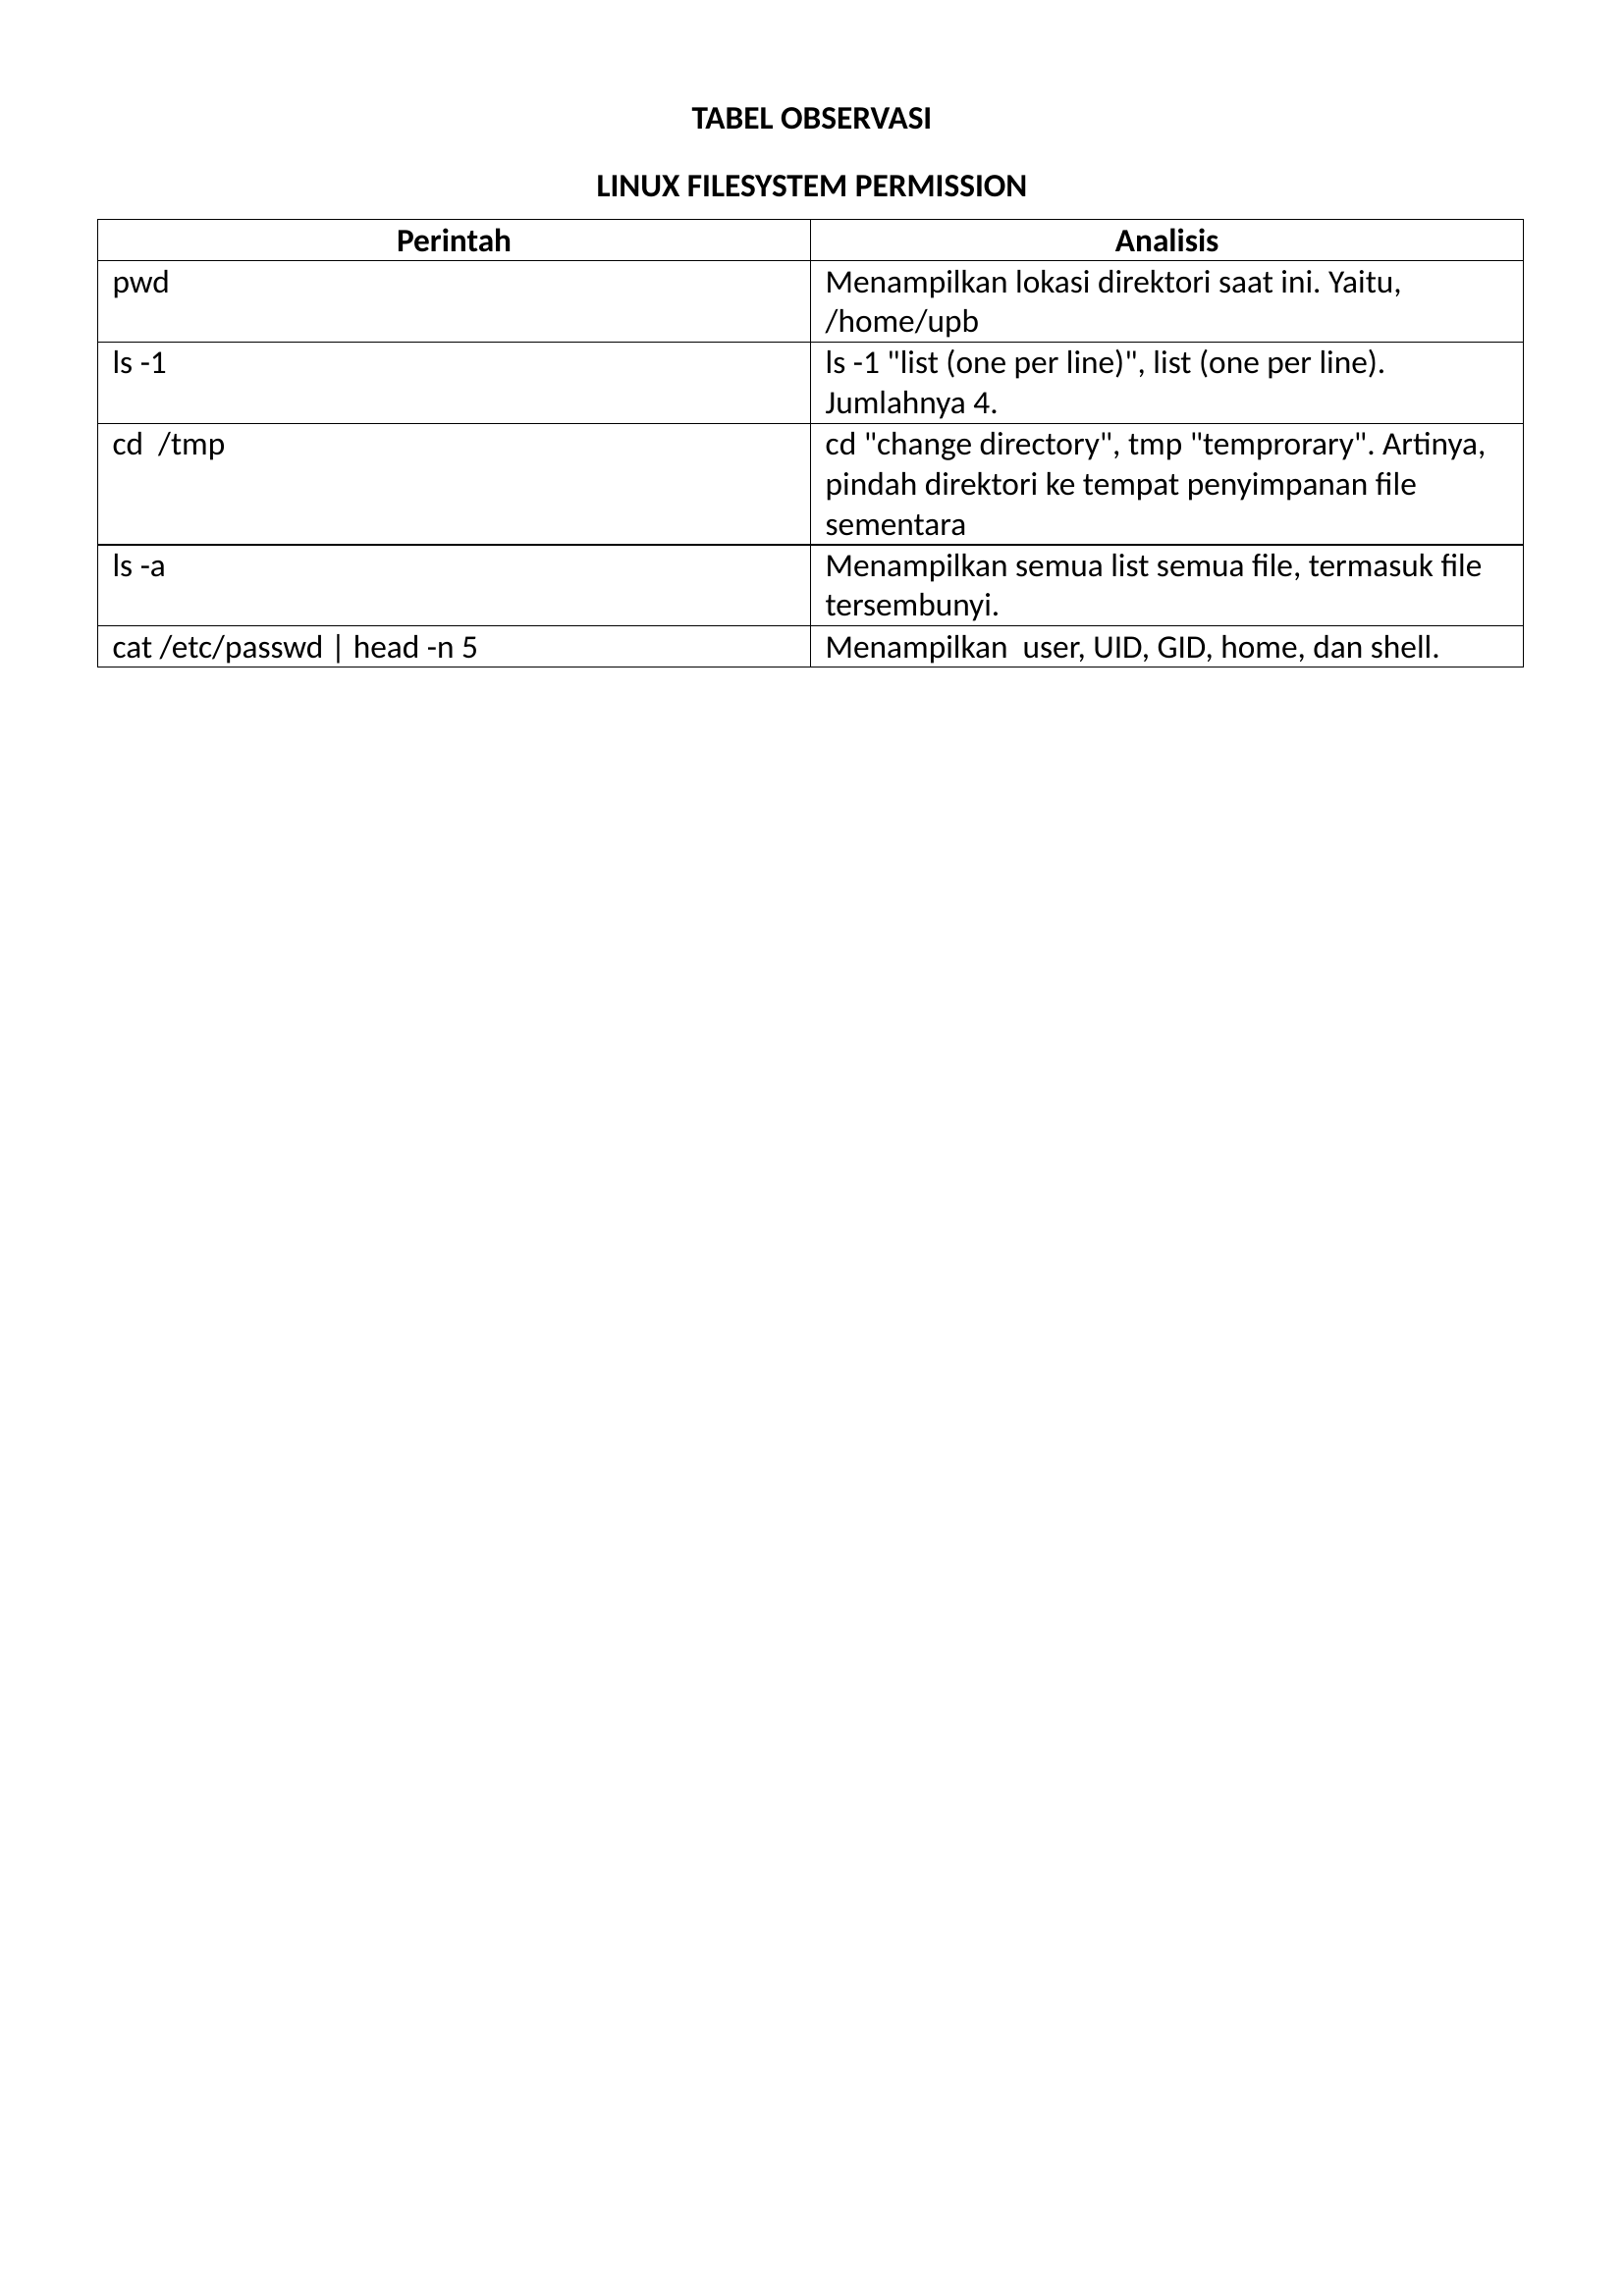 TABEL OBSERVASI
LINUX FILESYSTEM PERMISSION
Perintah Analisis
pwd Menampilkan lokasi direktori saat ini. Yaitu,
/home/upb
ls -1 ls -1 "list (one per line)", list (one per line).
Jumlahnya 4.
cd  /tmp cd "change directory", tmp "temprorary". Artinya,
pindah direktori ke tempat penyimpanan file
sementara
ls -a Menampilkan semua list semua file, termasuk file
tersembunyi.
cat /etc/passwd | head -n 5 Menampilkan  user, UID, GID, home, dan shell.